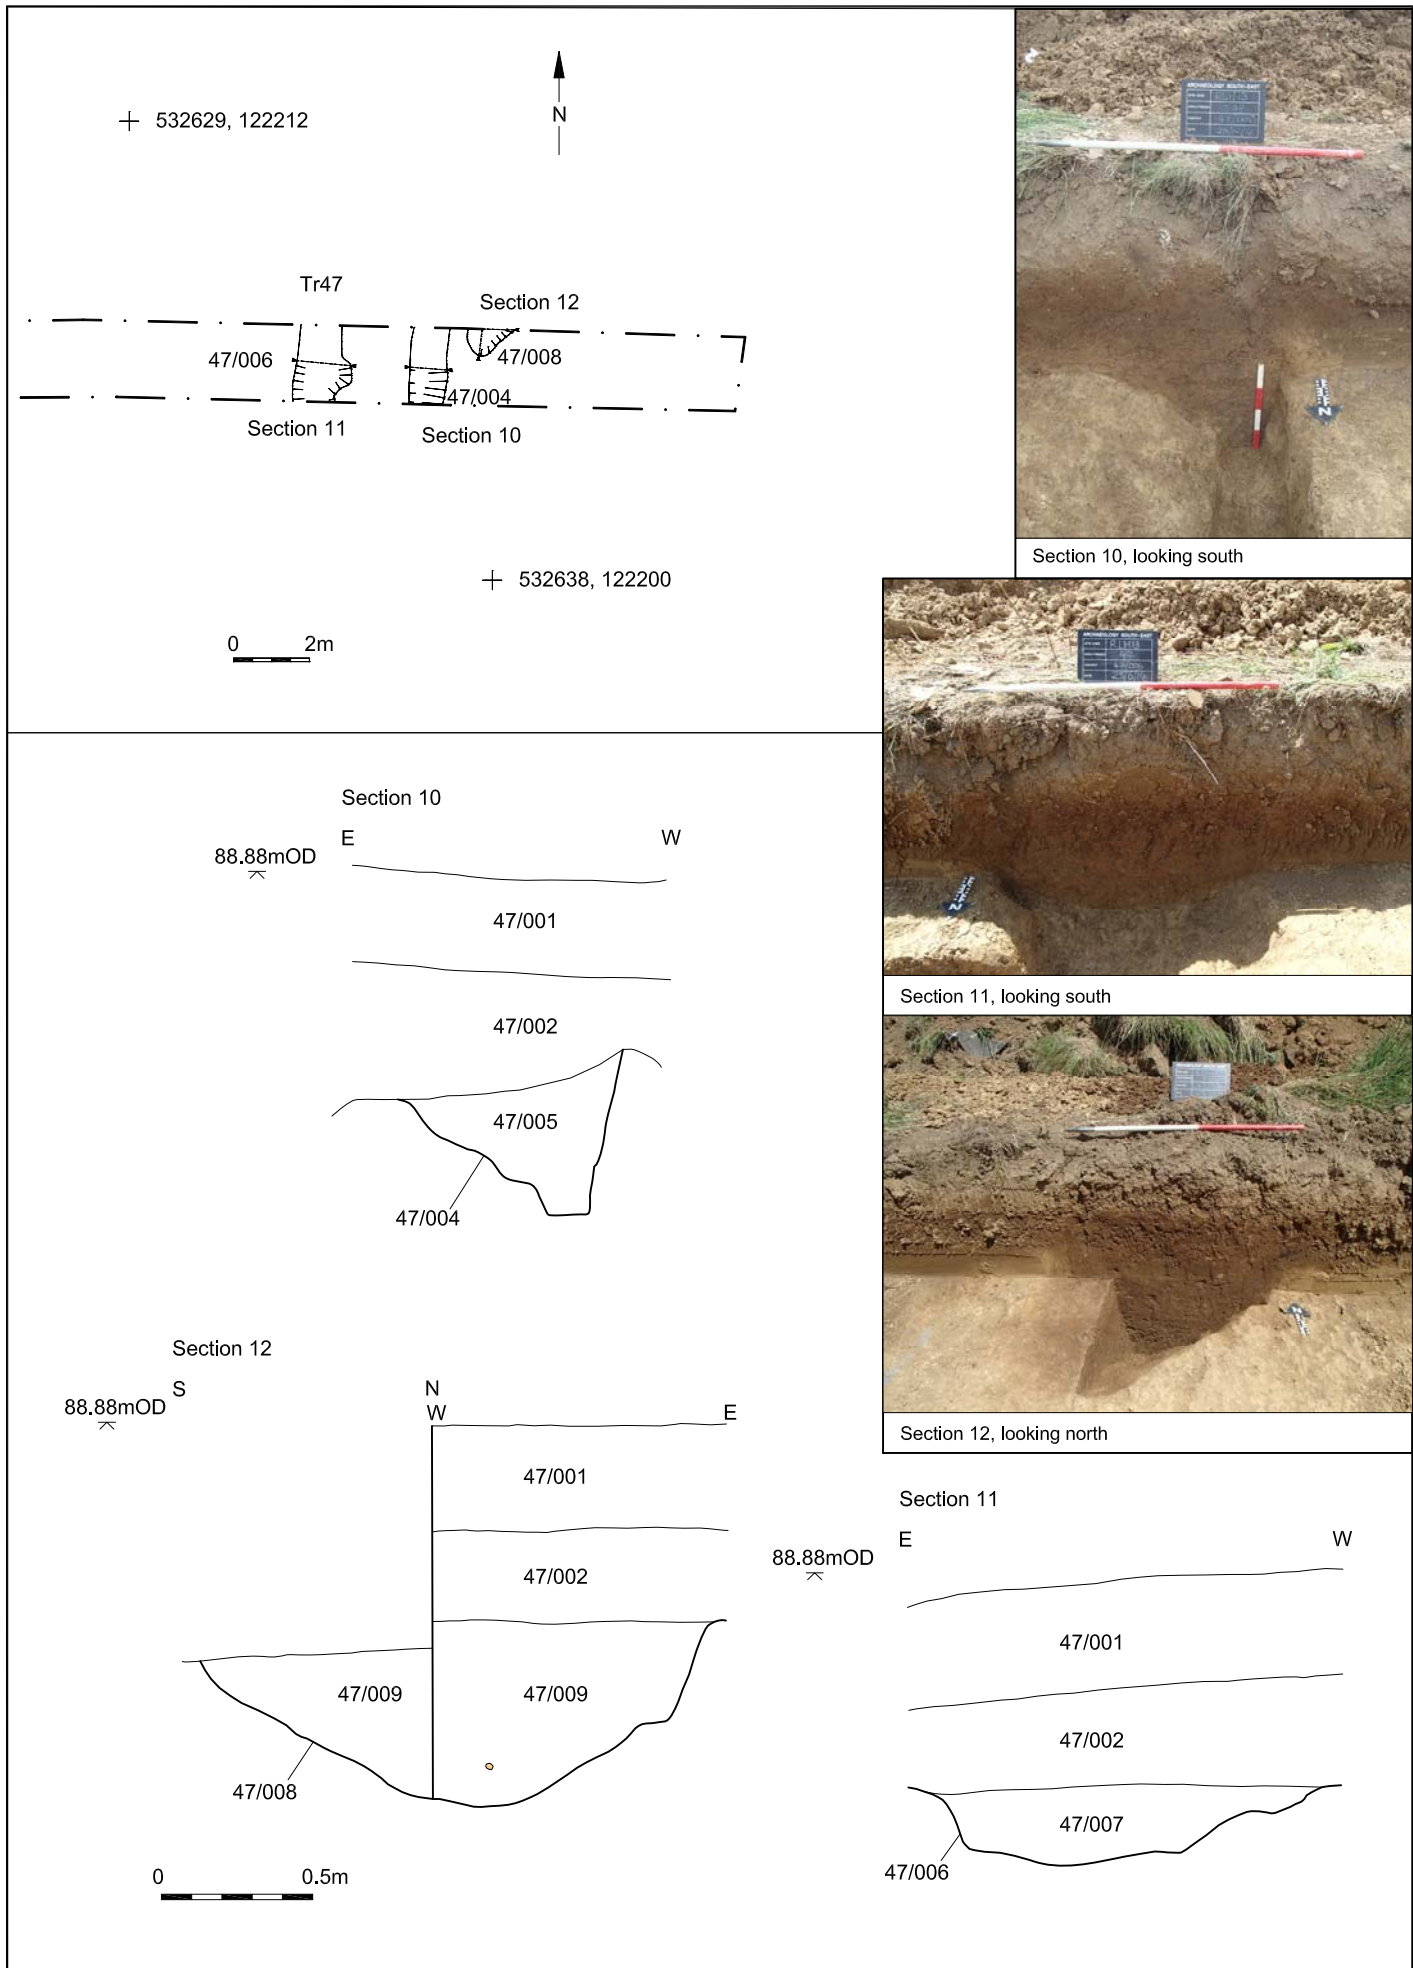 532629, 122212
N
Tr47
Section 12
47/006
47/008
47/004
Section 11
Section 10
532638, 122200
0 2m
ARCHAEOLOGY SOUTH-EAST
Section 10, looking south
ARCHAEOLOGY SOUTH-EAST
Section 11, looking south
Section 12, looking north
Section 10
E W
88.88mOD
47/001
47/002
47/005
47/004
Section 12
S N
W E
88.88mOD
47/001
47/002
47/009 47/009
47/008
0 0.5m
Section 11
E W
88.88mOD
47/001
47/002
47/007
47/006